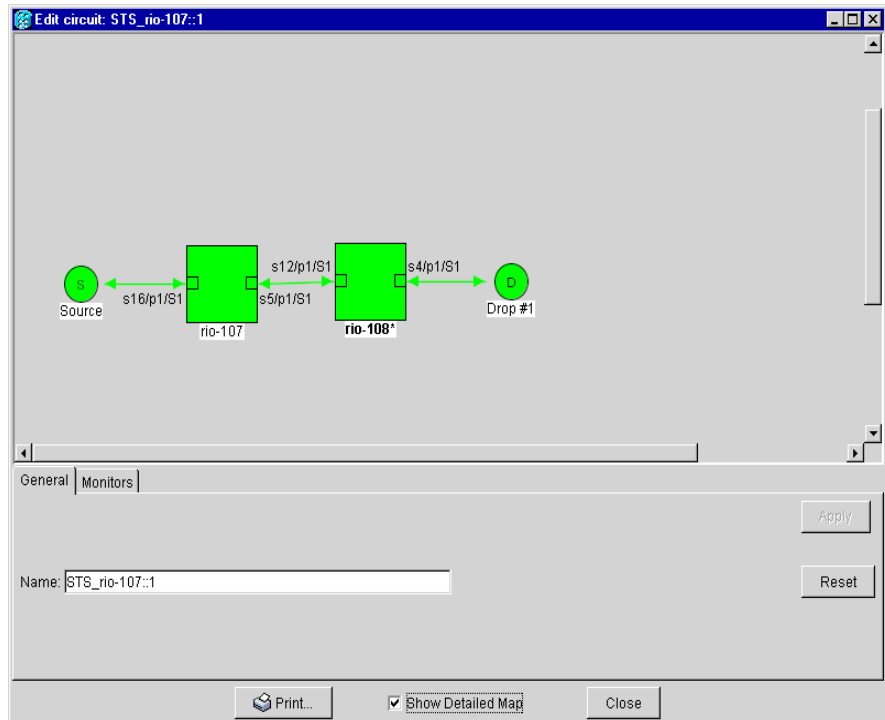 Edit circuit: STS_rio-107::1
s12/p1/S1
s4/p1/S1
S
D
s16/p1/S1
s5/p1/S1
Source
Drop #1
rio-107
rio-108*
General
Monitors
Apply
Name: STS_rio-107::1
Reset
Print...
Show Detailed Map
Close